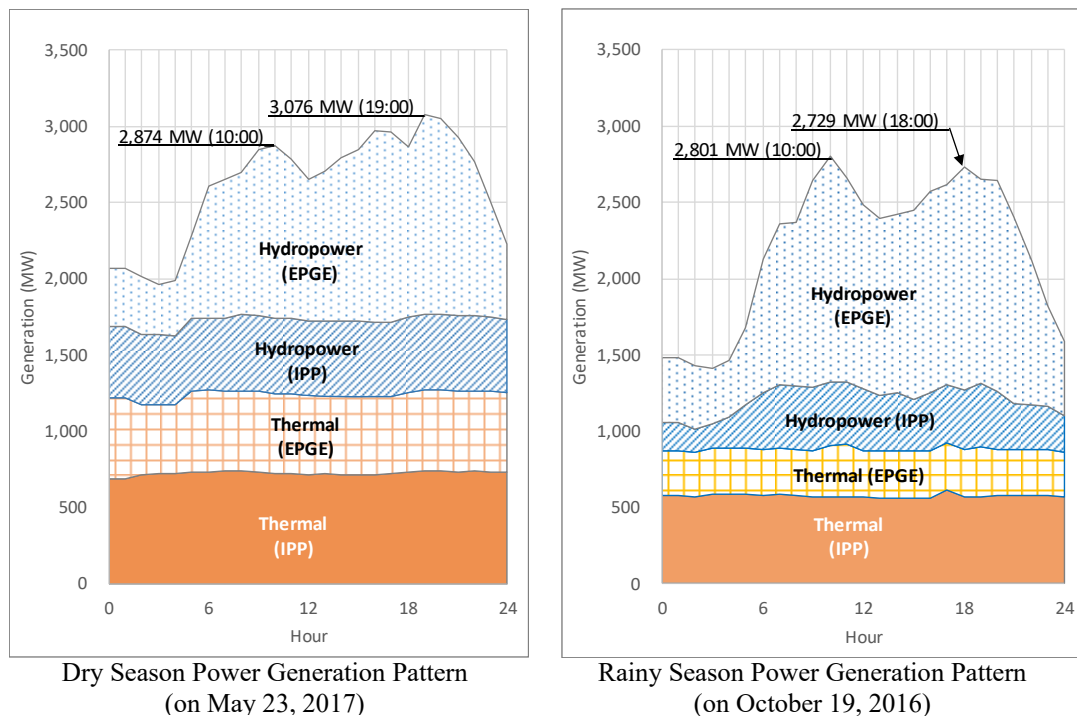 3,500
3,000
2,500
2,000
1,500
1,000
500
0
Generation (MW)
3,076 MW (19:00)
2,874 MW (10:00)
Hydropower
(EPGE)
Hydropower
(IPP)
Thermal
(EPGE)
Thermal
(IPP)
0 6 12 18 24
Hour
Dry Season Power Generation Pattern
(on May 23, 2017)
3,500
3,000
2,500
2,000
1,500
1,000
500
0
Generation (MW)
2,729 MW (18:00)
2,801 MW (10:00)
Hydropower
(EPGE)
Hydropower (IPP)
Thermal (EPGE)
Thermal
(IPP)
0 6 12 18 24
Hour
Rainy Season Power Generation Pattern
(on October 19, 2016)